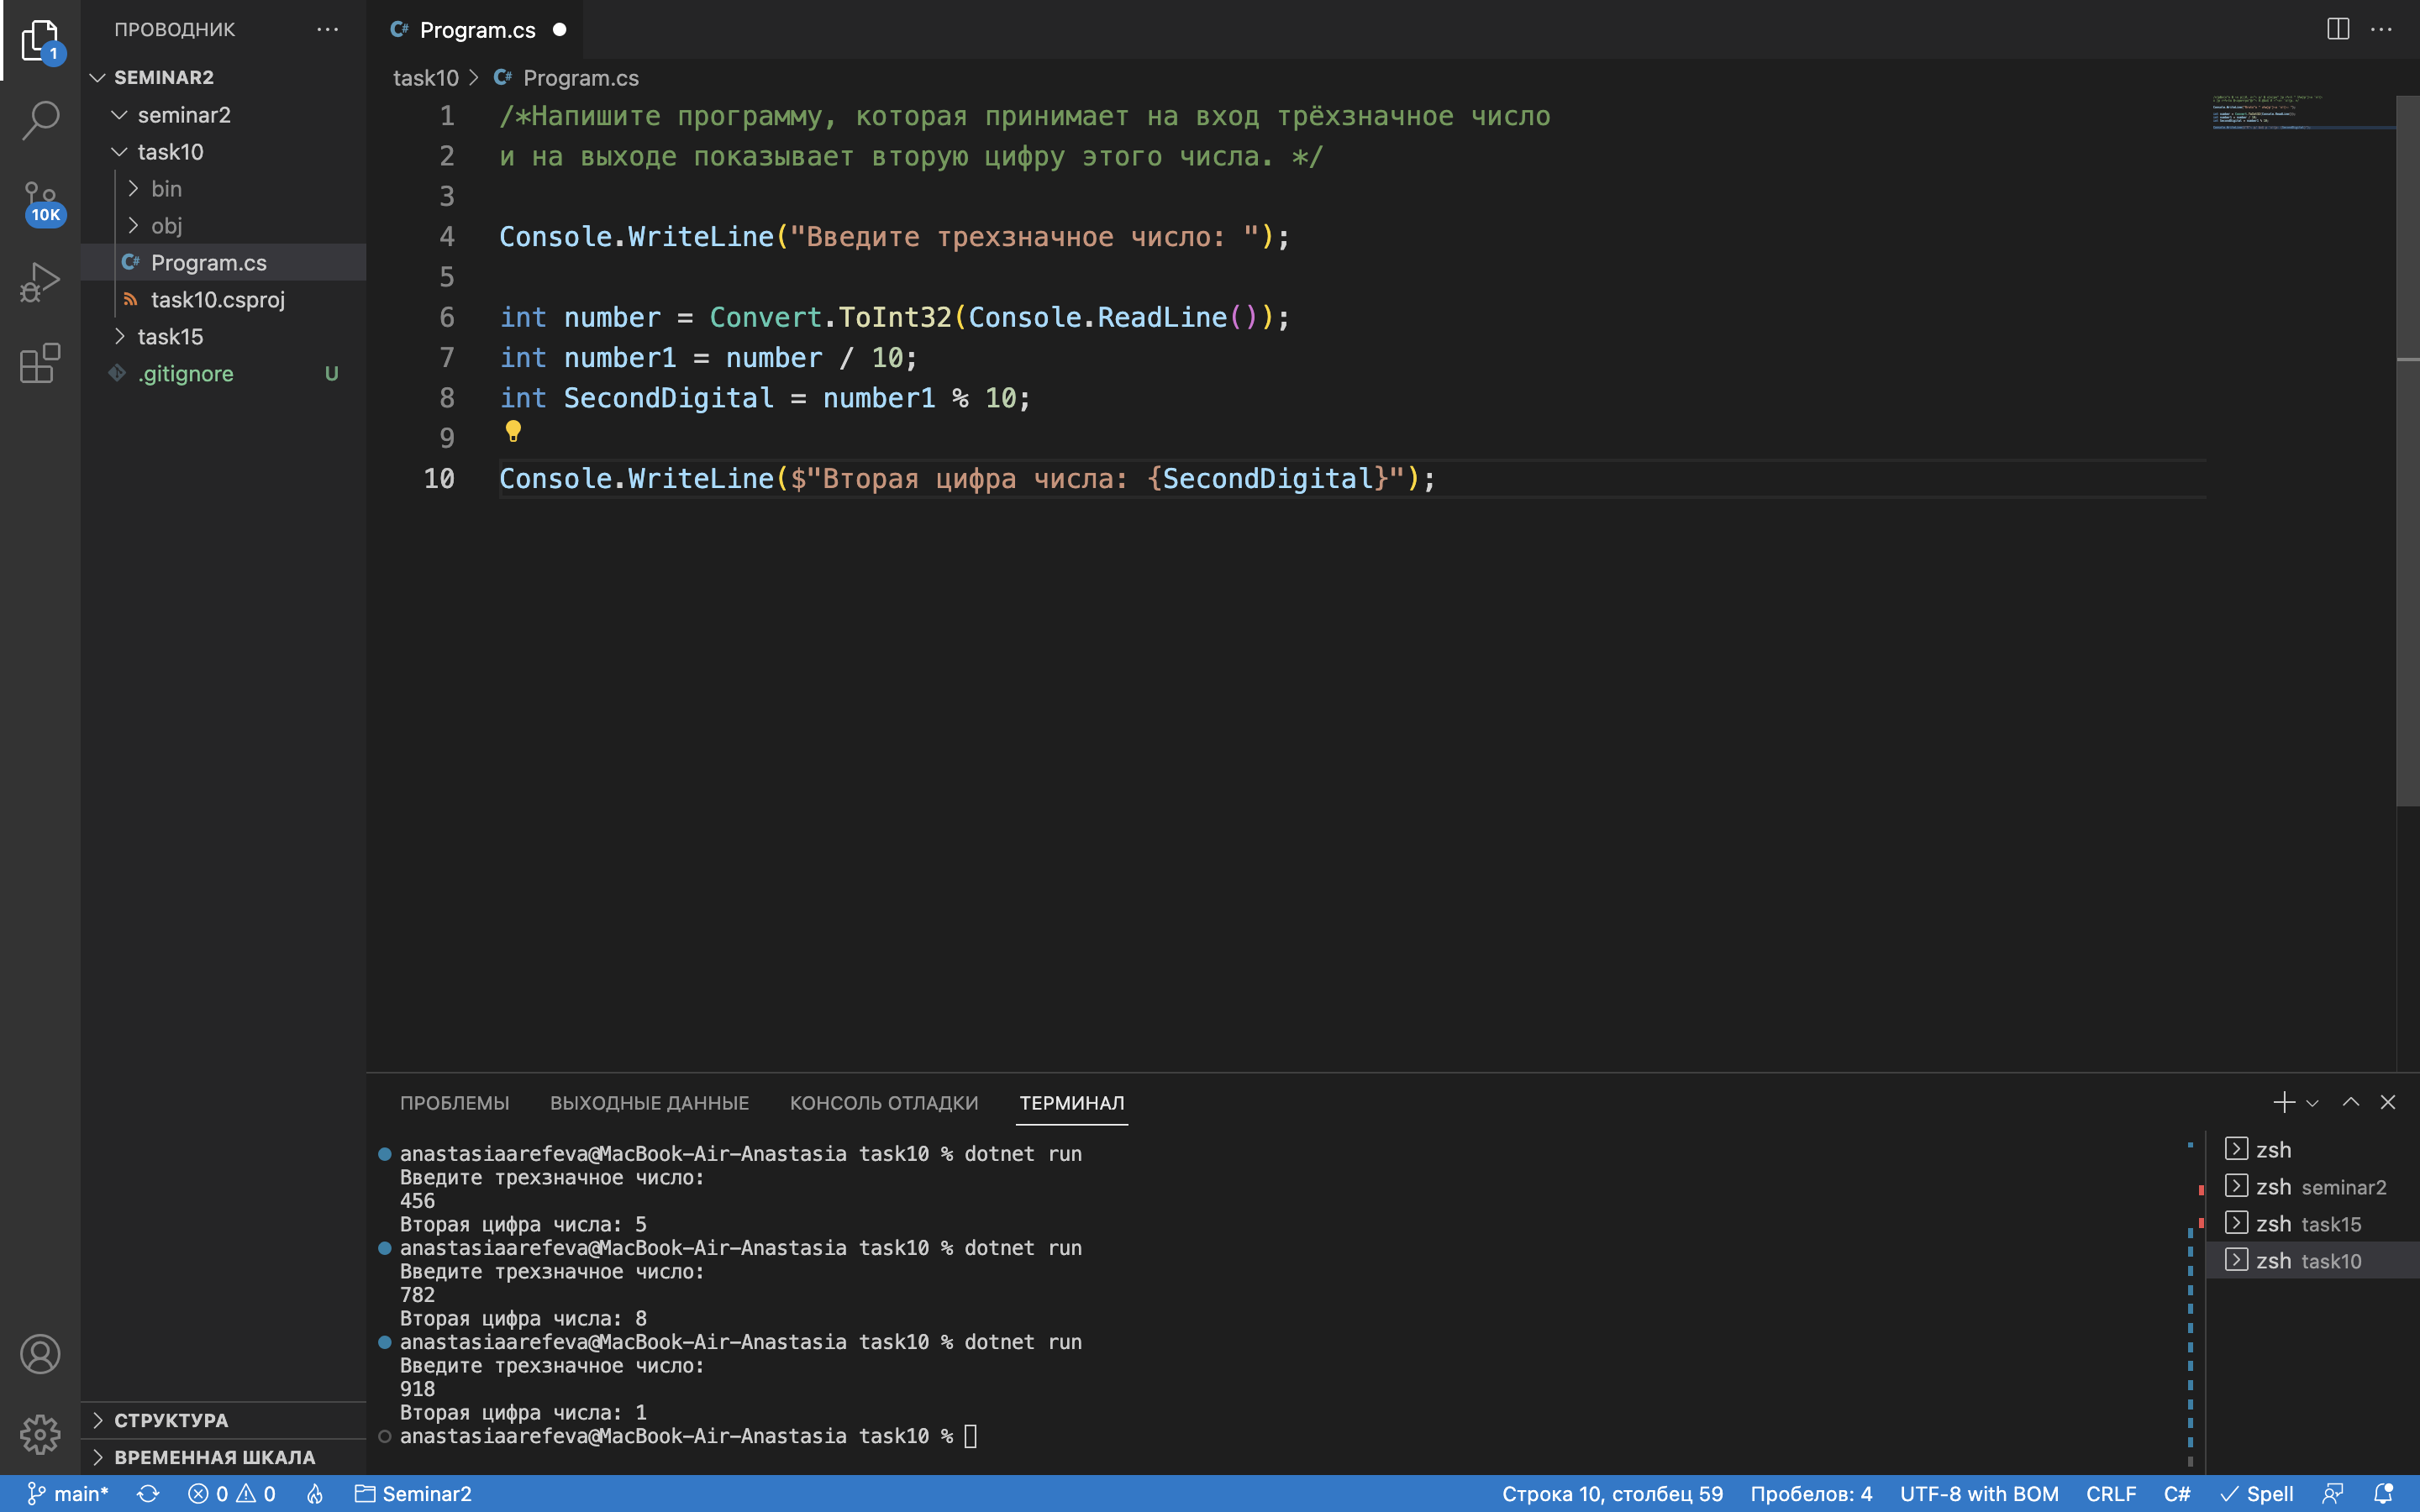 ПРОВОДНИК
1
SEMINAR2
seminar2
task10
bin
10K
obj
Program.cs
task10.csproj
task15
.gitignore U
СТРУКТУРА
ВРЕМЕННАЯ ШКАЛА
C# Program.cs
task10 > C# Program.cs
1 /*Напишите программу, которая принимает на вход трёхзначное число
2 и на выходе показывает вторую цифру этого числа. */
3
4 Console.WriteLine("Введите трехзначное число: ");
5
6 int number = Convert.ToInt32(Console.ReadLine());
7 int number1 = number / 10;
8 int SecondDigital = number1 % 10;
9
10 Console.WriteLine($"Вторая цифра числа: {SecondDigital}");
ПРОБЛЕМЫ ВЫХОДНЫЕ ДАННЫЕ КОНСОЛЬ ОТЛАДКИ ТЕРМИНАЛ
anastasiaarefeva@MacBook-Air-Anastasia task10 % dotnet run
Введите трехзначное число:
456
Вторая цифра числа: 5
anastasiaarefeva@MacBook-Air-Anastasia task10 % dotnet run
Введите трехзначное число:
782
Вторая цифра числа: 8
anastasiaarefeva@MacBook-Air-Anastasia task10 % dotnet run
Введите трехзначное число:
918
Вторая цифра числа: 1
anastasiaarefeva@MacBook-Air-Anastasia task10 %
zsh
zsh seminar2
zsh task15
zsh task10
main* 0 0 Seminar2 Строка 10, столбец 59 Пробелов: 4 UTF-8 with BOM CRLF C# Spell